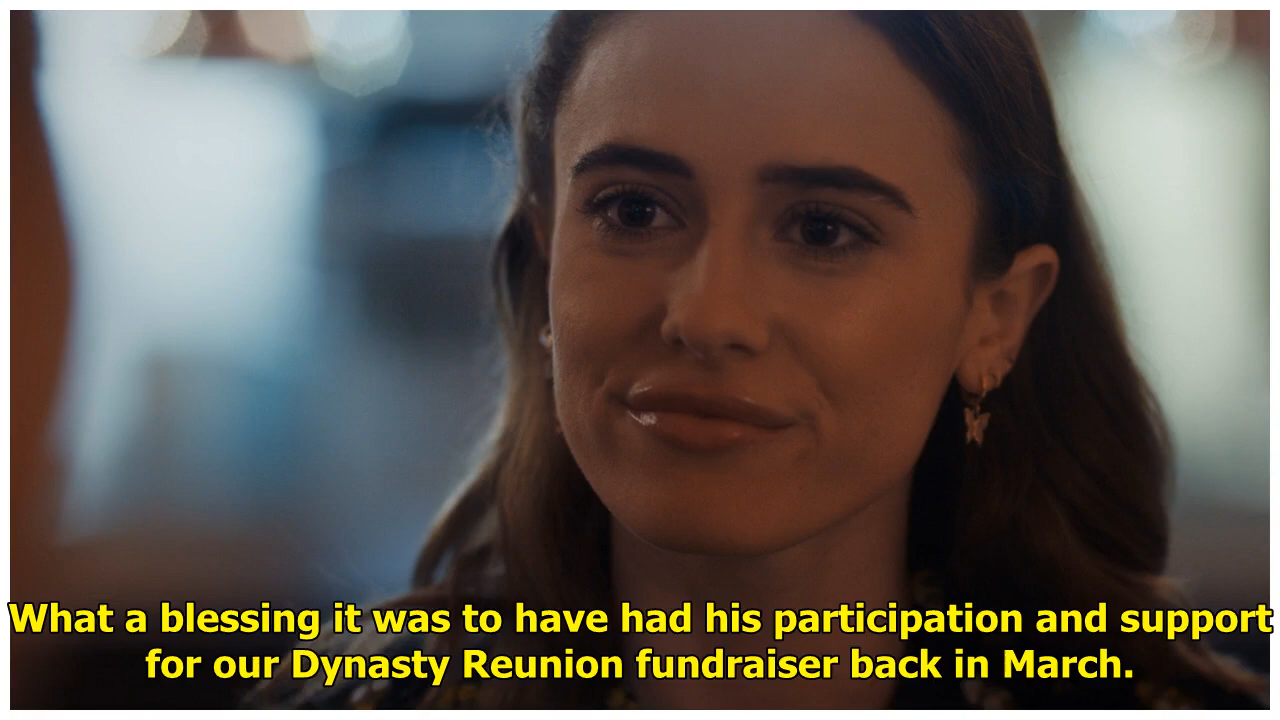 What a blessing it was to have had his participation and support
for our Dynasty Reunion fundraiser back in March.